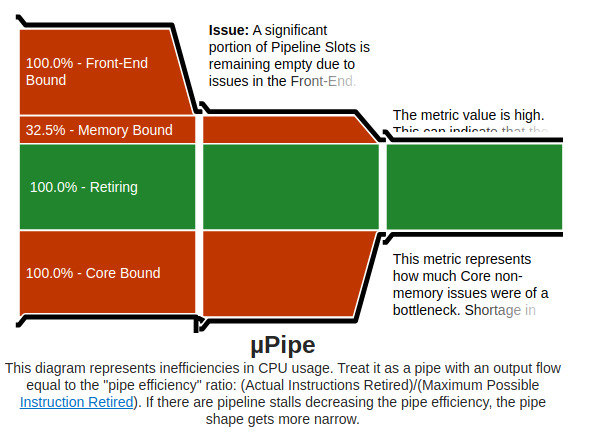 100.0% - Front-End
Bound
32.5% - Memory Bound
100.0% - Retiring
100.0% - Core Bound
Issue: A significant
portion of Pipeline Slots is
remaining empty due to
issues in the Front-End.
The metric value is high.
This can indicate that the
This metric represents
how much Core non-
memory issues were of a
bottleneck. Shortage in
µPipe
This diagram represents inefficiencies in CPU usage. Treat it as a pipe with an output flow
equal to the "pipe efficiency" ratio: (Actual Instructions Retired)/(Maximum Possible
Instruction Retired). If there are pipeline stalls decreasing the pipe efficiency, the pipe
shape gets more narrow.